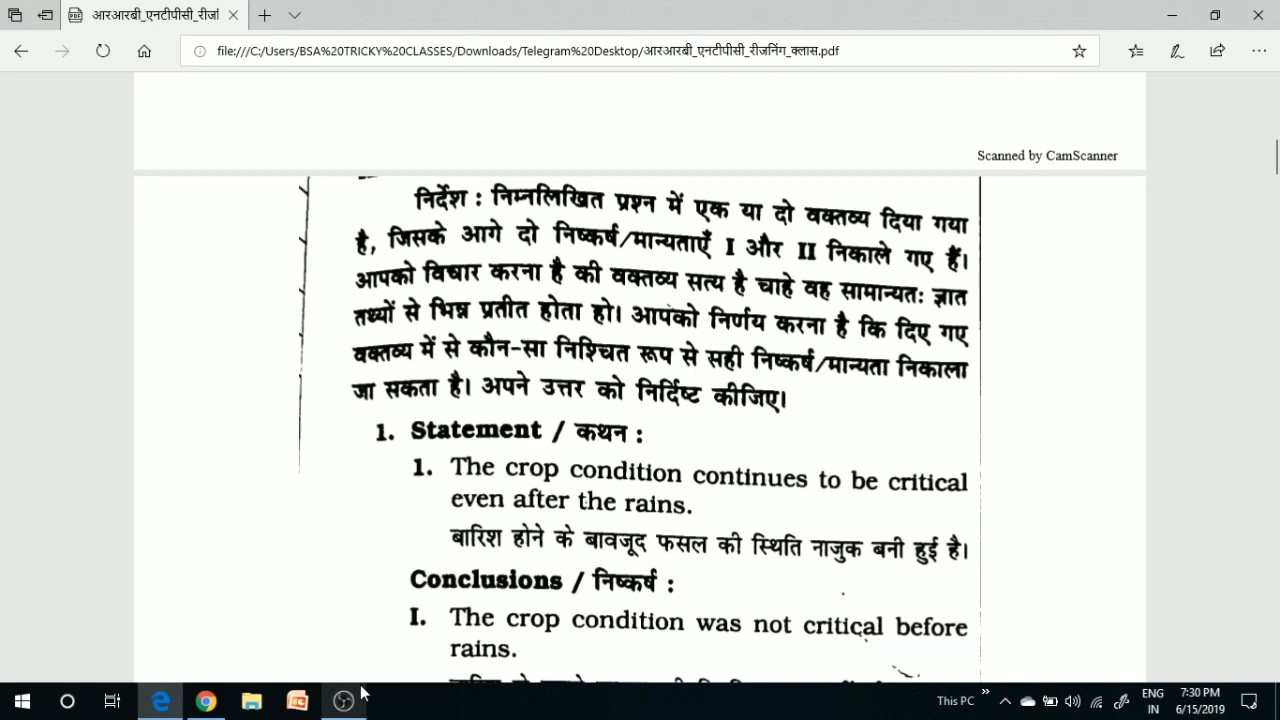 आरआरबी_एनटीपीसी_रीजनिं
file:///C:/Users/BSA%20TRICKY%20CLASSES/Downloads/Telegram%20Desktop/आरआरबी_एनटीपीसी_रीजनिंग_क्लास.pdf
Scanned by CamScanner
निर्देश : निम्नलिखित प्रश्न में एक या दो वक्तव्य दिया गया
है, जिसके आगे दो निष्कर्ष/मान्यताएँ I और II निकाले गए हैं।
आपको विचार करना है की वक्तव्य सत्य है चाहे वह सामान्यतः ज्ञात
तथ्यों से भिन्न प्रतीत होता हो। आपको निर्णय करना है कि दिए गए
वक्तव्य में से कौन-सा निश्चित रूप से सही निष्कर्ष/मान्यता निकाला
जा सकता है। अपने उत्तर को निर्दिष्ट कीजिए।
1. Statement / कथन :
1. The crop condition continues to be critical
even after the rains.
बारिश होने के बावजूद फसल की स्थिति नाजुक बनी हुई है।
Conclusions / निष्कर्ष :
I. The crop condition was not critical before
rains.
This PC
ENG
IN
7:30 PM
6/15/2019